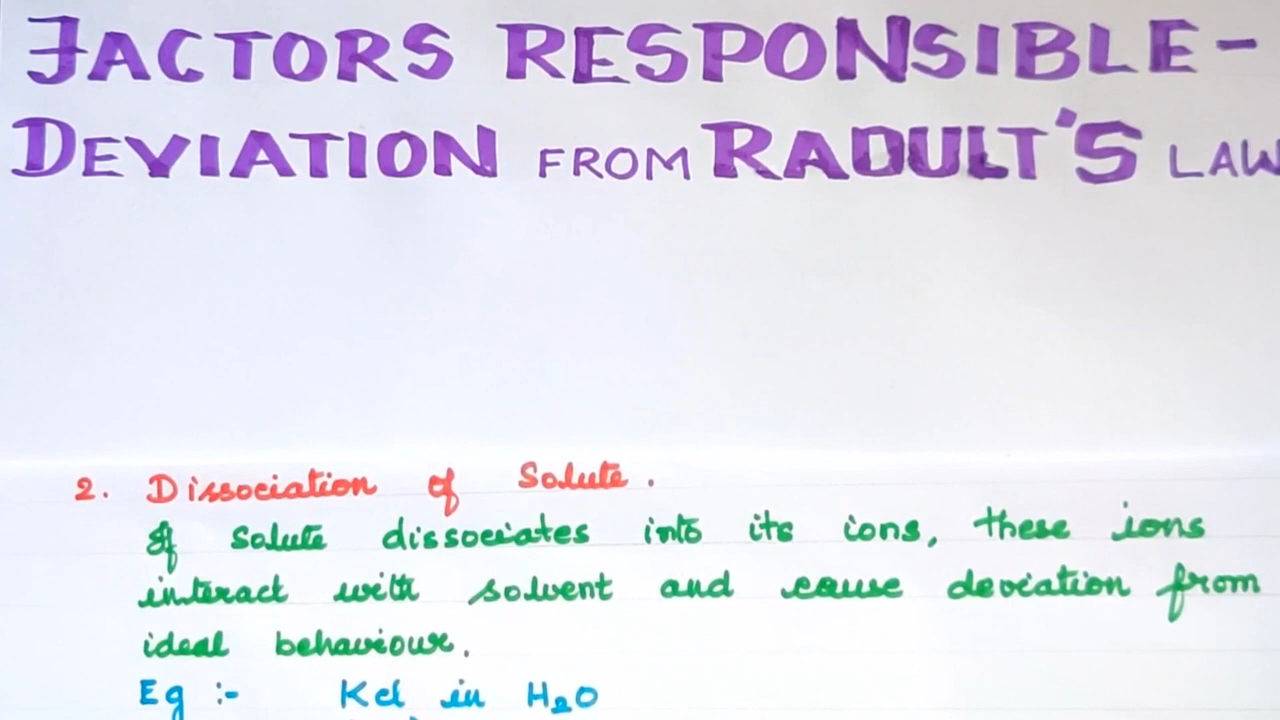 FACTORS RESPONSIBLE-
DEVIATION FROM RAOULT'S LAW
2. Dissociation of Solute.
If Solute dissociates into its ions, these ions
interact with solvent and cause deviation from
ideal behaviour.
Eg :- Kcl in H₂O